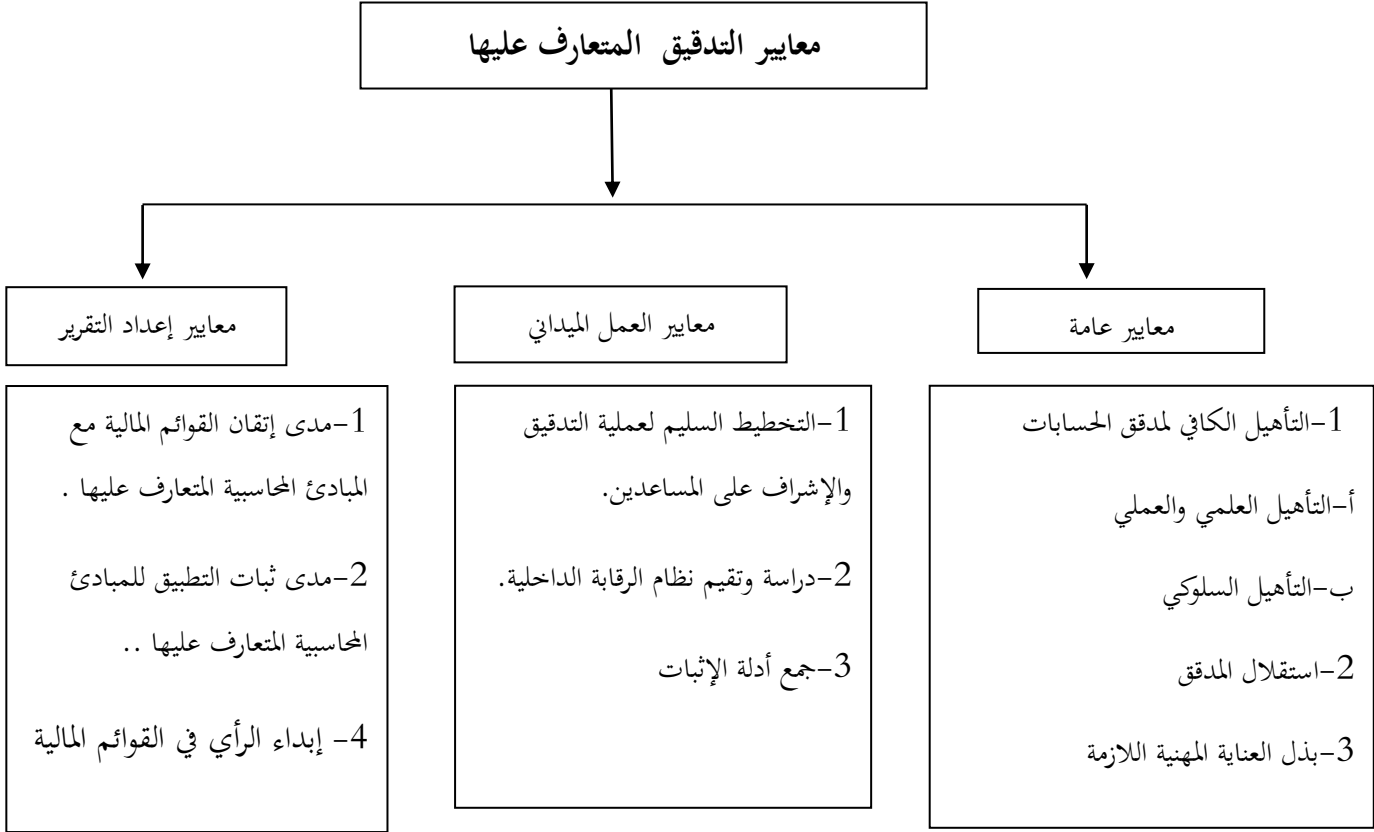 معايير التدقيق المتعارف عليها
معايير عامة
معايير العمل الميداني
معايير إعداد التقرير
1-التأهيل الكافي لمدقق الحسابات
أ-التأهيل العلمي والعملي
ب-التأهيل السلوكي
2-استقلال المدقق
3-بذل العناية المهنية اللازمة
1-التخطيط السليم لعملية التدقيق
والإشراف على المساعدين.
2-دراسة وتقيم نظام الرقابة الداخلية.
3-جمع أدلة الإثبات
1-مدى إتقان القوائم المالية مع
المبادئ المحاسبية المتعارف عليها .
2-مدى ثبات التطبيق للمبادئ
المحاسبية المتعارف عليها ..
4- إبداء الرأي في القوائم المالية